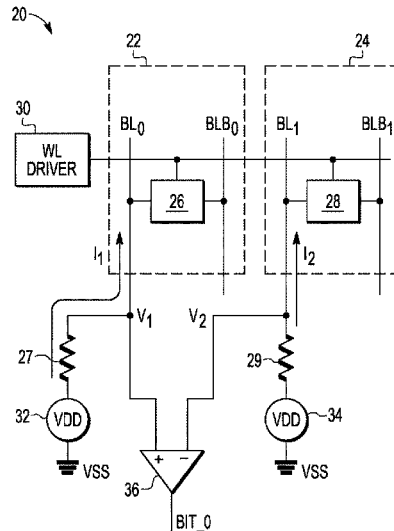 20
22
24
30
BL0
BLB0
BL1
BLB1
WL
DRIVER
26
28
I1
I2
V1
V2
27
29
32
VDD
VDD
34
VSS
VSS
+ −
36
BIT_0